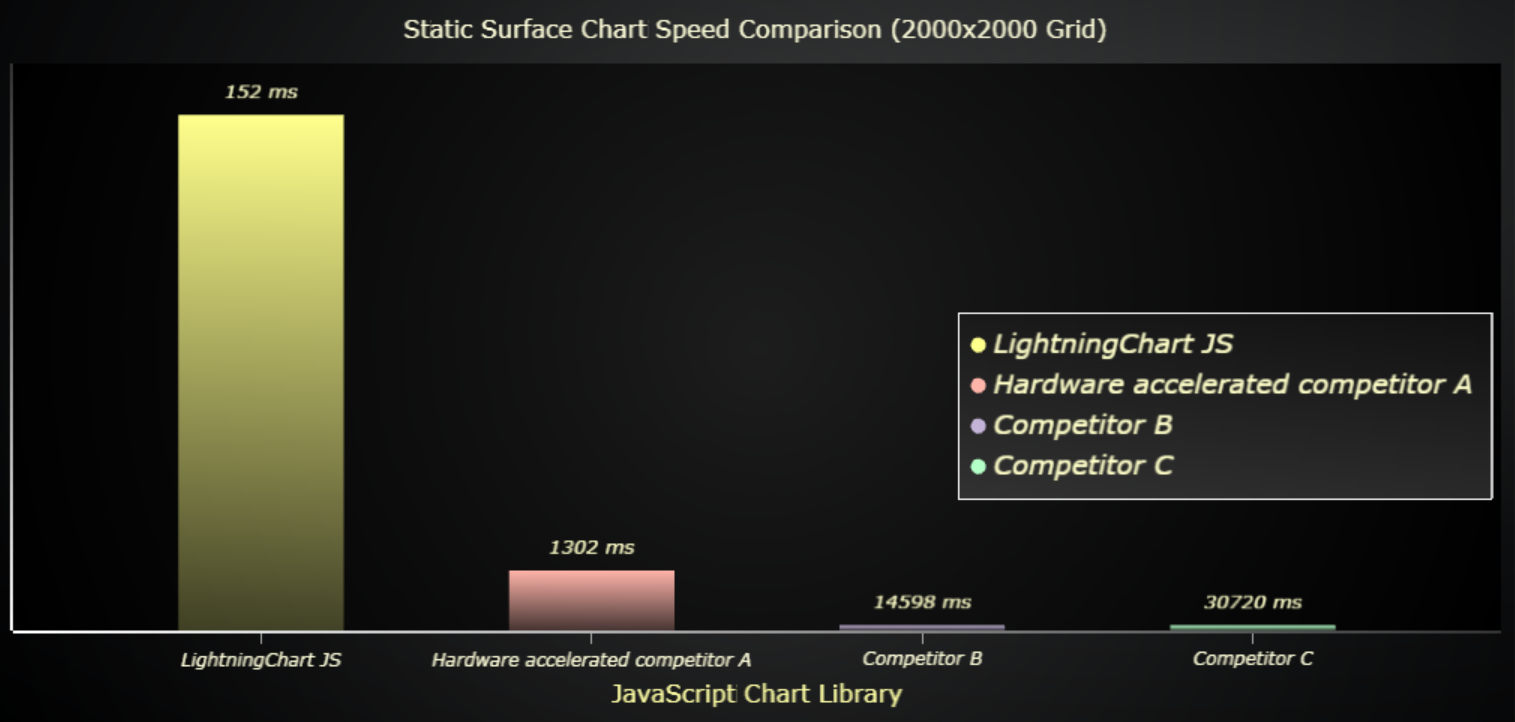 Static Surface Chart Speed Comparison (2000x2000 Grid)
152 ms
1302 ms
14598 ms
30720 ms
LightningChart JS
Hardware accelerated competitor A
Competitor B
Competitor C
LightningChart JS
Hardware accelerated competitor A
Competitor B
Competitor C
JavaScript Chart Library